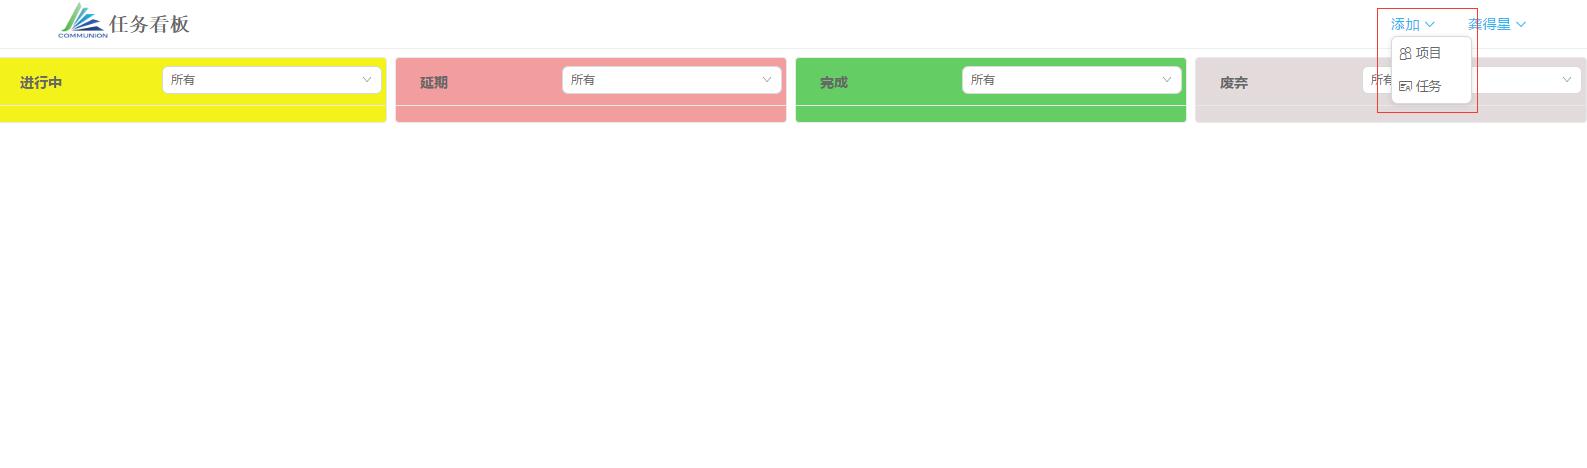 COMMUNION 任务看板 添加 龚得星
项目
任务
进行中 所有 延期 所有 完成 所有 废弃 所有